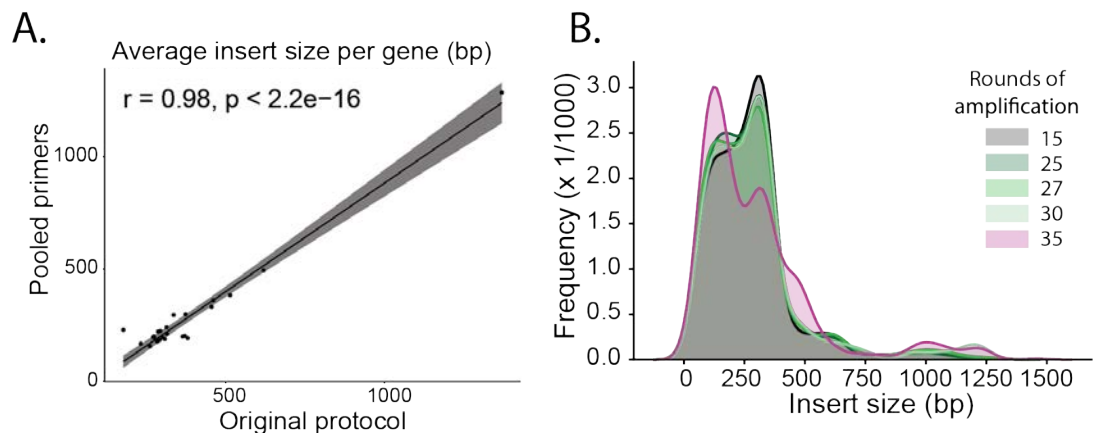 A.
Average insert size per gene (bp)
r = 0.98, p < 2.2e−16
Pooled primers
1000
500
0
500
1000
Original protocol
B.
Frequency (x 1/1000)
3.0
2.5
2.0
1.5
1.0
0.5
0.0
0
250
500
750
1000
1250
1500
Insert size (bp)
Rounds of
amplification
15
25
27
30
35